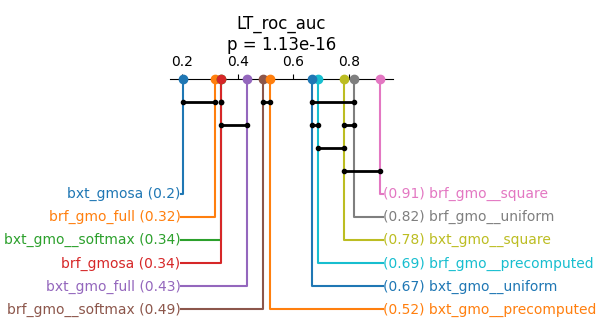 LT_roc_auc
p = 1.13e-16
0.2 0.4 0.6 0.8
bxt_gmosa (0.2) (0.91) brf_gmo__square
brf_gmo_full (0.32) (0.82) brf_gmo__uniform
bxt_gmo__softmax (0.34) (0.78) bxt_gmo__square
brf_gmosa (0.34) (0.69) brf_gmo__precomputed
bxt_gmo_full (0.43) (0.67) bxt_gmo__uniform
brf_gmo__softmax (0.49) (0.52) bxt_gmo__precomputed